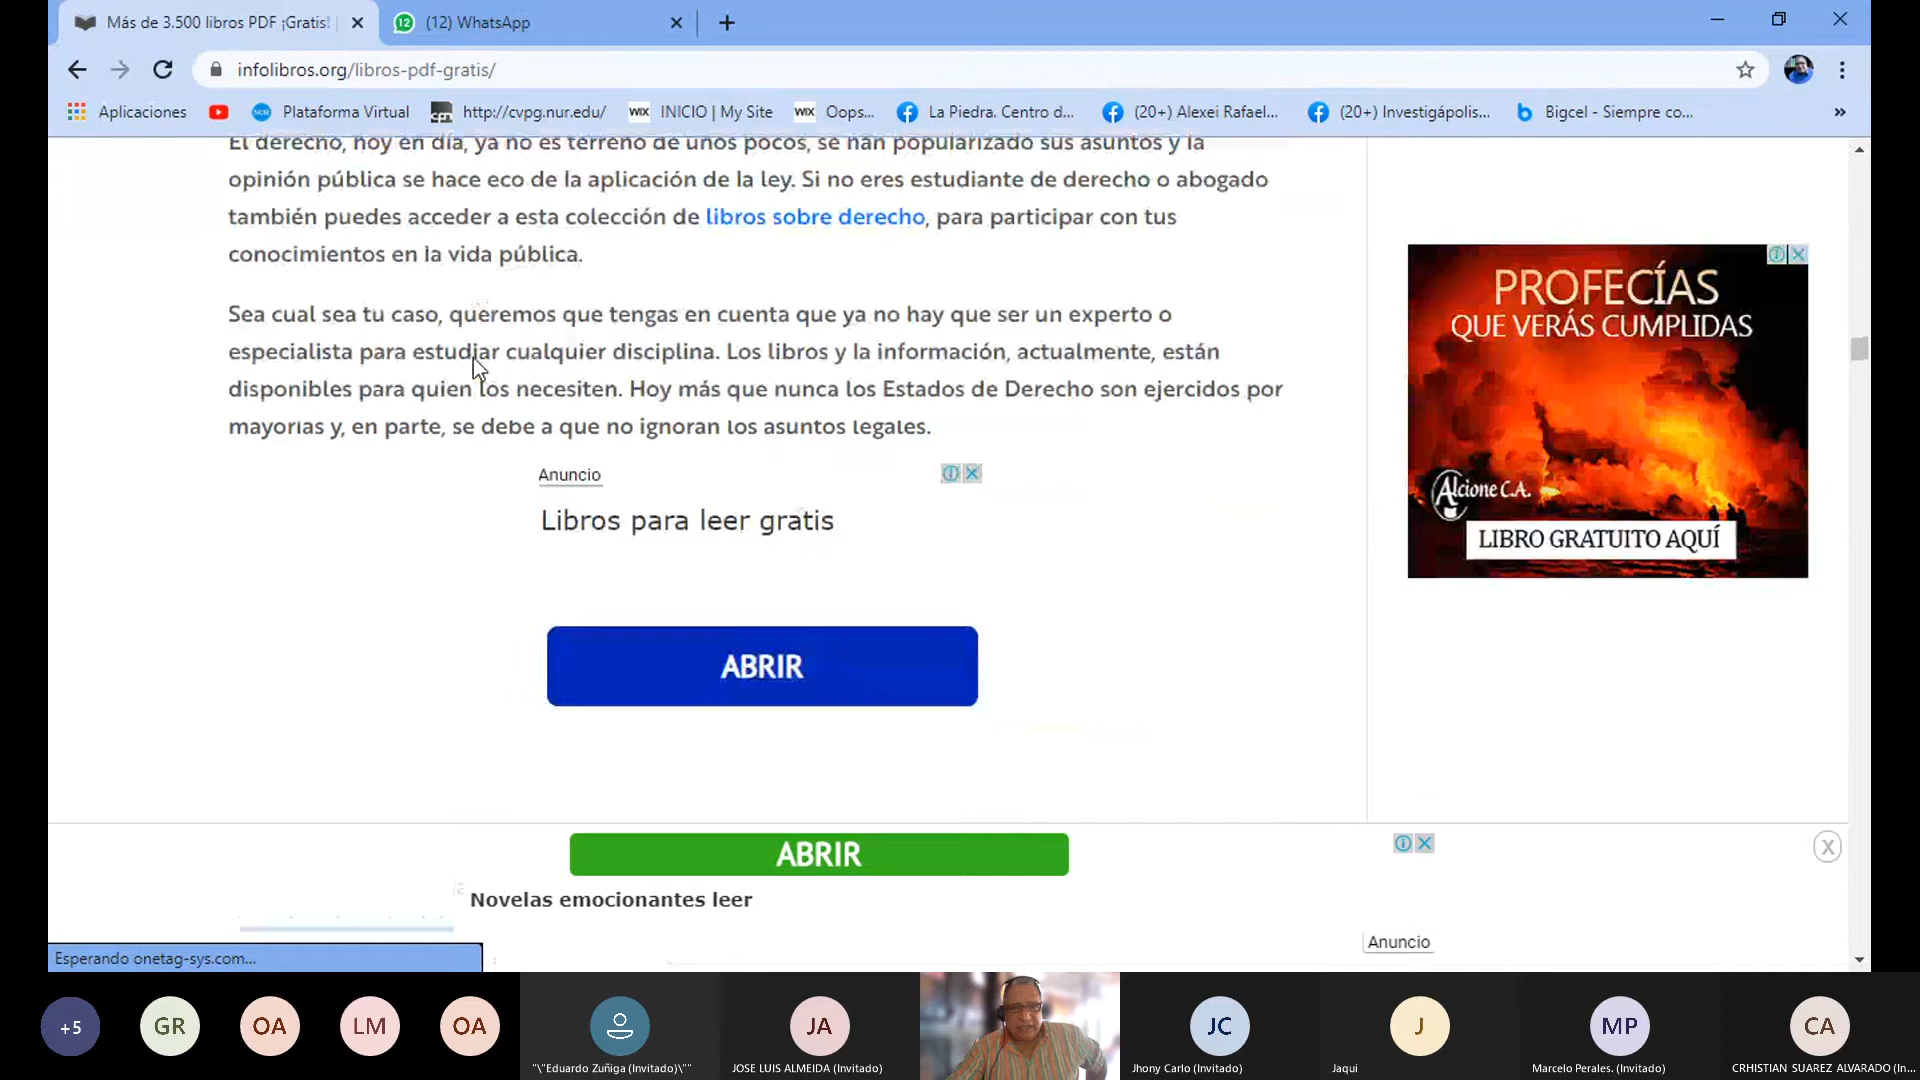 Más de 3.500 libros PDF ¡Gratis!
(12) WhatsApp
infolibros.org/libros-pdf-gratis/
Aplicaciones
Plataforma Virtual
http://cvpg.nur.edu/
WIX INICIO | My Site
WIX Oops...
La Piedra. Centro d...
(20+) Alexei Rafael...
(20+) Investigápolis...
Bigcel - Siempre co...
»
El derecho, hoy en día, ya no es terreno de unos pocos, se han popularizado sus asuntos y la
opinión pública se hace eco de la aplicación de la ley. Si no eres estudiante de derecho o abogado
también puedes acceder a esta colección de libros sobre derecho, para participar con tus
conocimientos en la vida pública.
Sea cual sea tu caso, queremos que tengas en cuenta que ya no hay que ser un experto o
especialista para estudiar cualquier disciplina. Los libros y la información, actualmente, están
disponibles para quien los necesiten. Hoy más que nunca los Estados de Derecho son ejercidos por
mayorías y, en parte, se debe a que no ignoran los asuntos legales.
Anuncio
Libros para leer gratis
ABRIR
PROFECÍAS
QUE VERÁS CUMPLIDAS
Alcione C.A.
LIBRO GRATUITO AQUÍ
ABRIR
X
Novelas emocionantes leer
Anuncio
Esperando onetag-sys.com...
+5
GR
OA
LM
OA
"\"Eduardo Zuñiga (Invitado)\""
JA
JOSE LUIS ALMEIDA (Invitado)
JC
Jhony Carlo (Invitado)
J
Jaqui
MP
Marcelo Perales. (Invitado)
CA
CRHISTIAN SUAREZ ALVARADO (In...